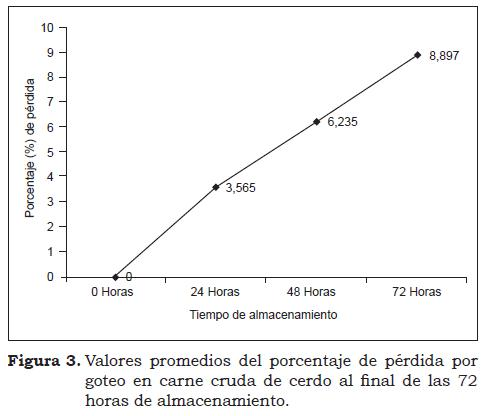 10
9
8
7
6
5
4
3
2
1
0
Porcentaje (%) de pérdida
8,897
6,235
3,565
0
0 Horas
24 Horas
48 Horas
72 Horas
Tiempo de almacenamiento
Figura 3. Valores promedios del porcentaje de pérdida por
goteo en carne cruda de cerdo al final de las 72
horas de almacenamiento.